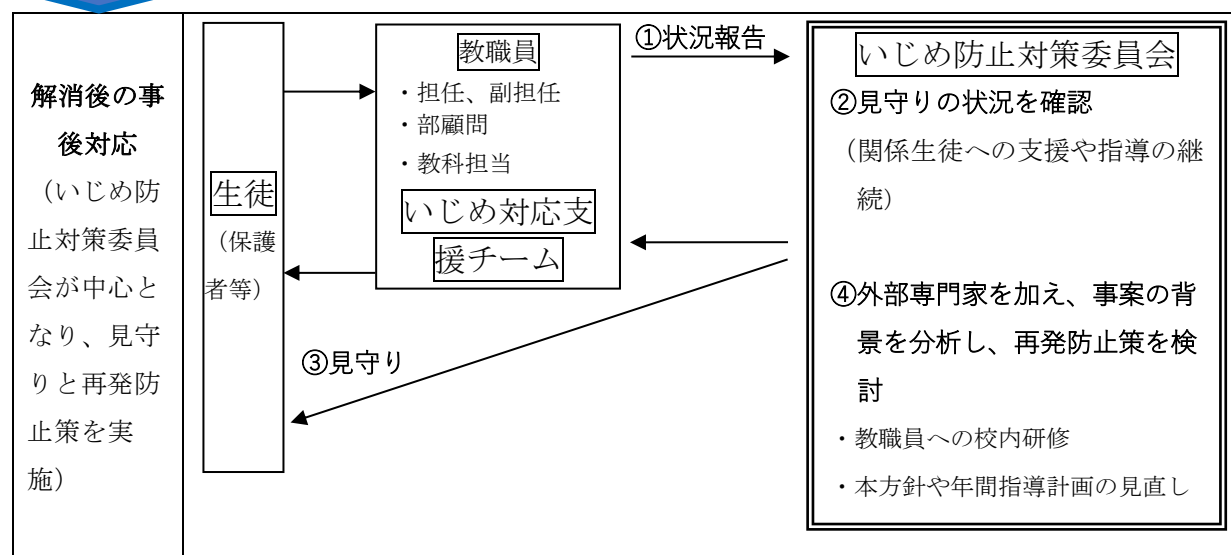 解消後の事
後対応
（いじめ防
止対策委員
会が中心と
なり、見守
りと再発防
止策を実
施）
生徒
（保護
者等）
教職員
・担任、副担任
・部顧問
・教科担当
いじめ対応支
援チーム
①状況報告
③見守り
いじめ防止対策委員会
②見守りの状況を確認
（関係生徒への支援や指導の継
続）
④外部専門家を加え、事案の背
景を分析し、再発防止策を検
討
・教職員への校内研修
・本方針や年間指導計画の見直し